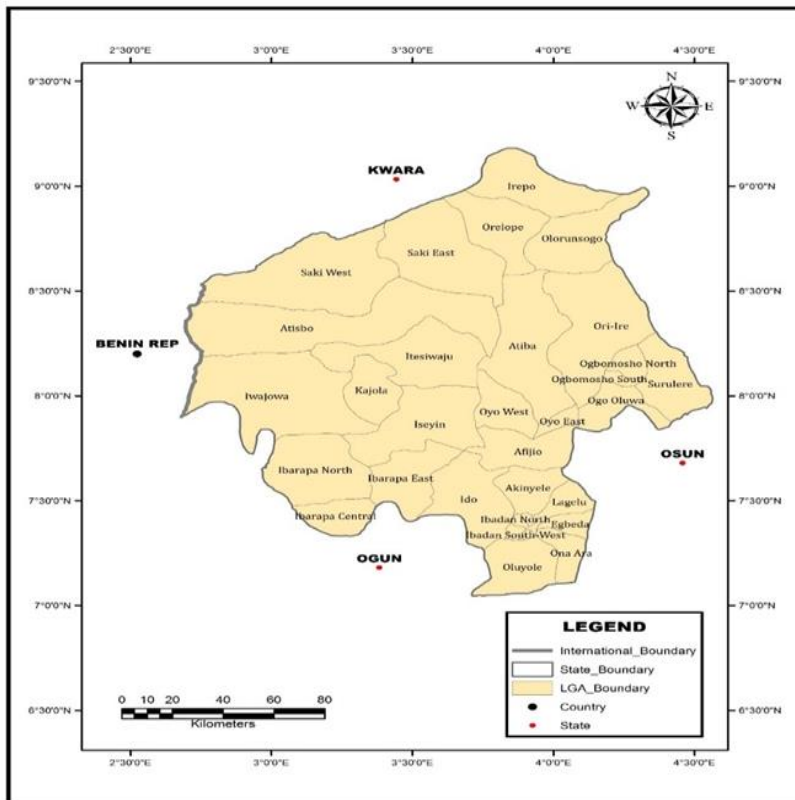 2°30'0"E 3°0'0"E 3°30'0"E 4°0'0"E 4°30'0"E
9°30'0"N 9°30'0"N
N
W E
S
KWARA
9°0'0"N 9°0'0"N
Irepo
Orelope
Olorunsogo
Saki East
Saki West
8°30'0"N 8°30'0"N
Atisbo
Ori-Ire
BENIN REP
Atiba
Itesiwaju
Ogbomosho North
Ogbomosho South
Surulere
Kajola
Iwajowa
8°0'0"N 8°0'0"N
Ogo Oluwa
Oyo West
Iseyin
Oyo East
Afijio
OSUN
Ibarapa North
Ibarapa East
7°30'0"N 7°30'0"N
Akinyele
Ido
Lagelu
Ibarapa Central
Ibadan North
Egbeda
Ibadan South-West
Ona Ara
OGUN
Oluyole
7°0'0"N 7°0'0"N
LEGEND
International_Boundary
State_Boundary
LGA_Boundary
Country
State
0 10 20 40 60 80
Kilometers
6°30'0"N 6°30'0"N
2°30'0"E 3°0'0"E 3°30'0"E 4°0'0"E 4°30'0"E